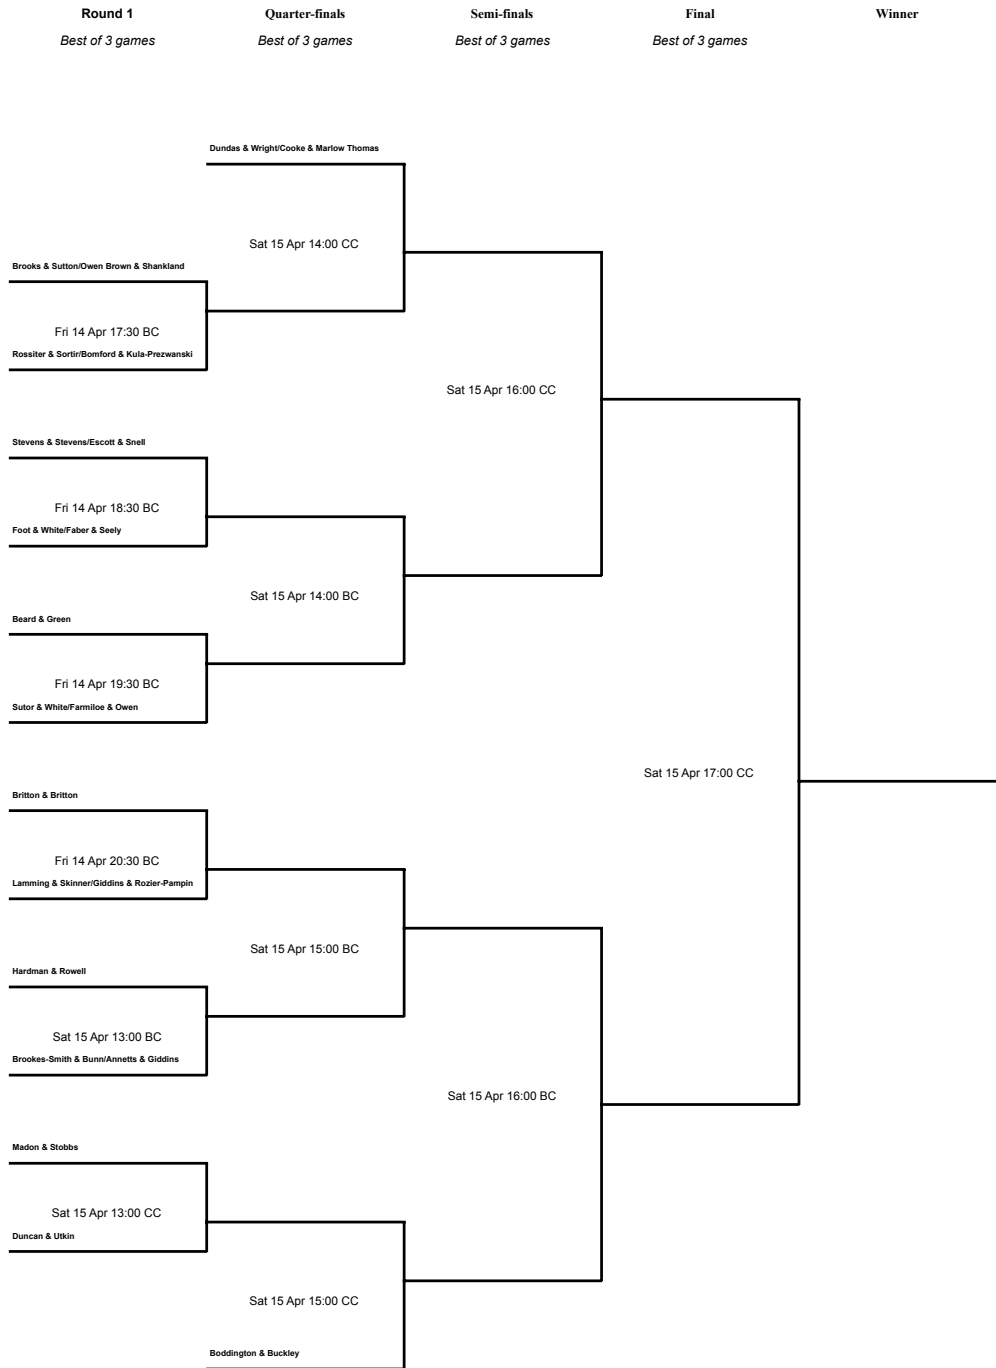 Round 1 Quarter-finals Semi-finals Final Winner
Best of 3 games Best of 3 games Best of 3 games Best of 3 games
Dundas & Wright/Cooke & Marlow Thomas
Sat 15 Apr 14:00 CC
Brooks & Sutton/Owen Brown & Shankland
Fri 14 Apr 17:30 BC
Rossiter & Sortir/Bomford & Kula-Prezwanski
Sat 15 Apr 16:00 CC
Stevens & Stevens/Escott & Snell
Fri 14 Apr 18:30 BC
Foot & White/Faber & Seely
Sat 15 Apr 14:00 BC
Beard & Green
Fri 14 Apr 19:30 BC
Sutor & White/Farmiloe & Owen
Sat 15 Apr 17:00 CC
Britton & Britton
Fri 14 Apr 20:30 BC
Lamming & Skinner/Giddins & Rozier-Pampin
Sat 15 Apr 15:00 BC
Hardman & Rowell
Sat 15 Apr 13:00 BC
Brookes-Smith & Bunn/Annetts & Giddins
Sat 15 Apr 16:00 BC
Madon & Stobbs
Sat 15 Apr 13:00 CC
Duncan & Utkin
Sat 15 Apr 15:00 CC
Boddington & Buckley